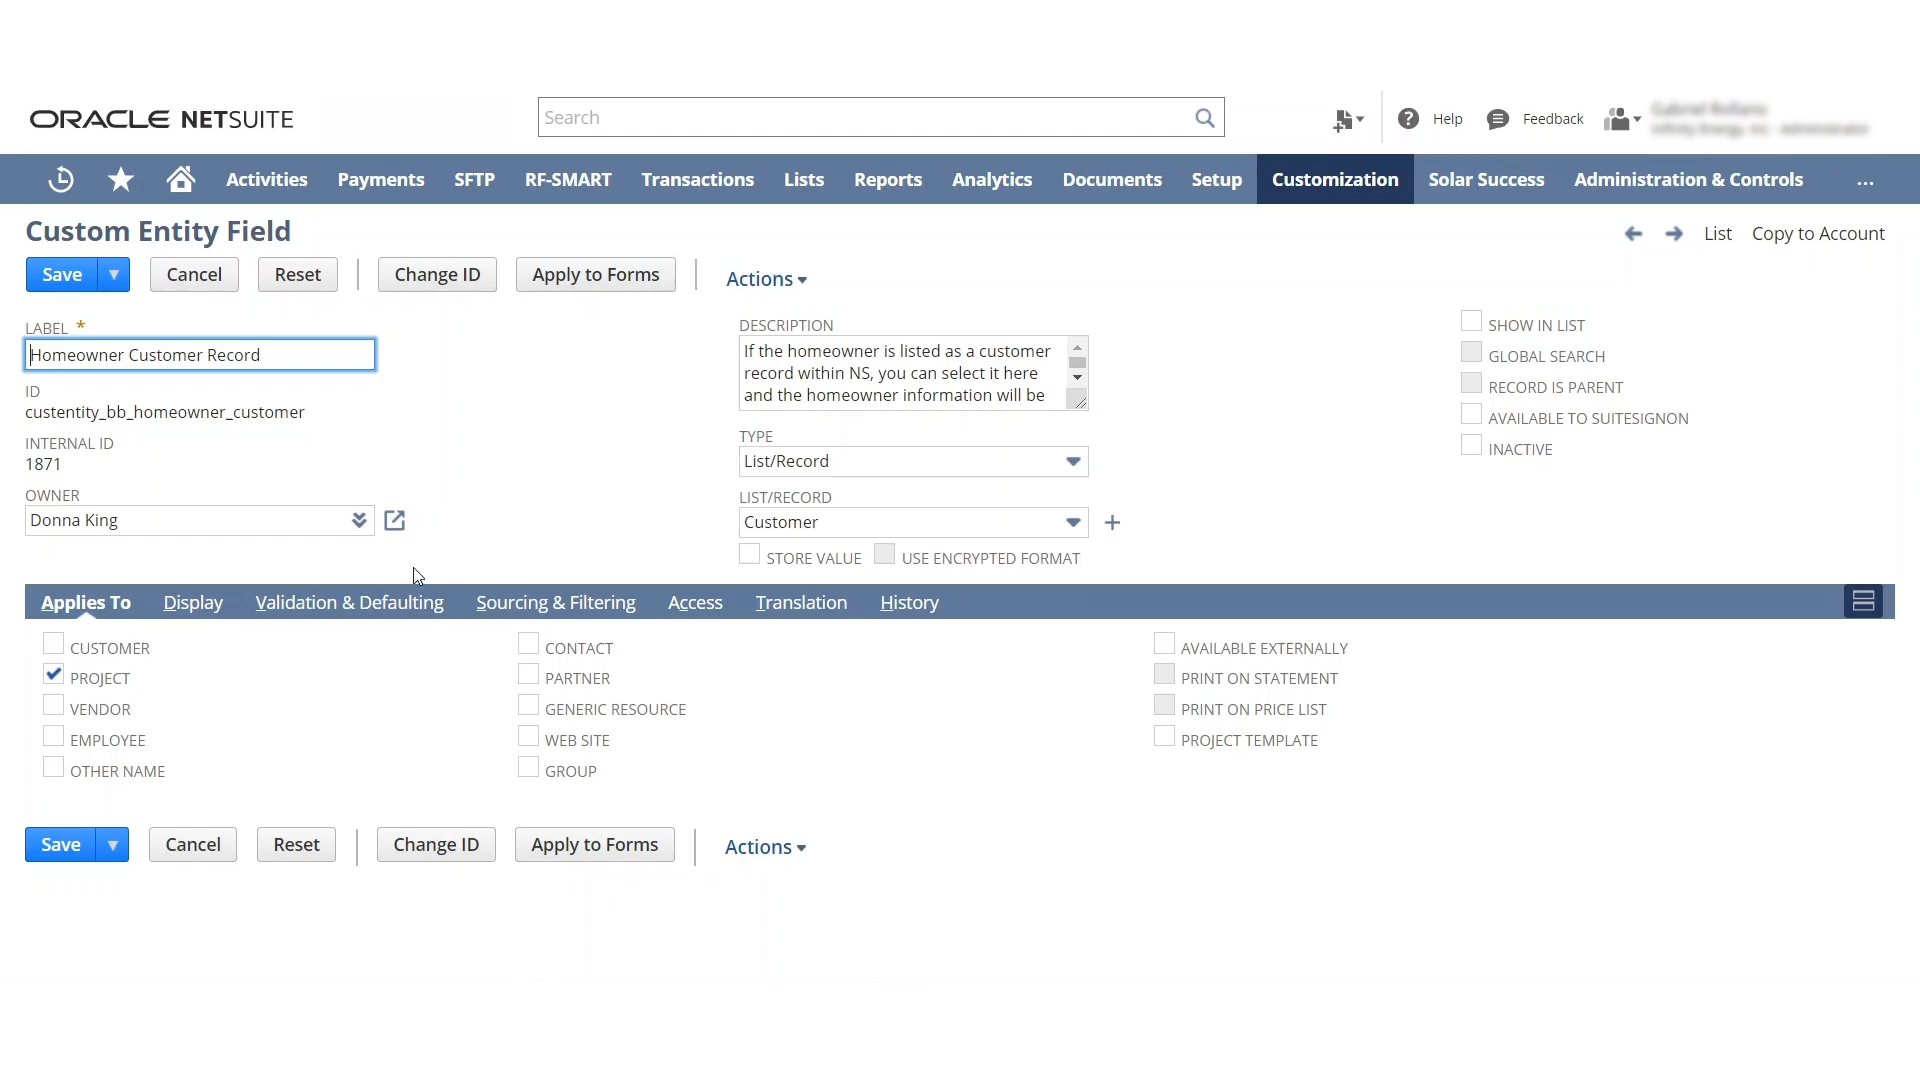 ORACLE NETSUITE
Search
Help
Feedback
Activities
Payments
SFTP
RF-SMART
Transactions
Lists
Reports
Analytics
Documents
Setup
Customization
Solar Success
Administration & Controls
...
Custom Entity Field
List
Copy to Account
Save
Cancel
Reset
Change ID
Apply to Forms
Actions
LABEL *
Homeowner Customer Record
ID
custentity_bb_homeowner_customer
INTERNAL ID
1871
OWNER
Donna King
DESCRIPTION
If the homeowner is listed as a customer
record within NS, you can select it here
and the homeowner information will be
TYPE
List/Record
LIST/RECORD
Customer
STORE VALUE
USE ENCRYPTED FORMAT
SHOW IN LIST
GLOBAL SEARCH
RECORD IS PARENT
AVAILABLE TO SUITESIGNON
INACTIVE
Applies To
Display
Validation & Defaulting
Sourcing & Filtering
Access
Translation
History
CUSTOMER
PROJECT
VENDOR
EMPLOYEE
OTHER NAME
CONTACT
PARTNER
GENERIC RESOURCE
WEB SITE
GROUP
AVAILABLE EXTERNALLY
PRINT ON STATEMENT
PRINT ON PRICE LIST
PROJECT TEMPLATE
Save
Cancel
Reset
Change ID
Apply to Forms
Actions